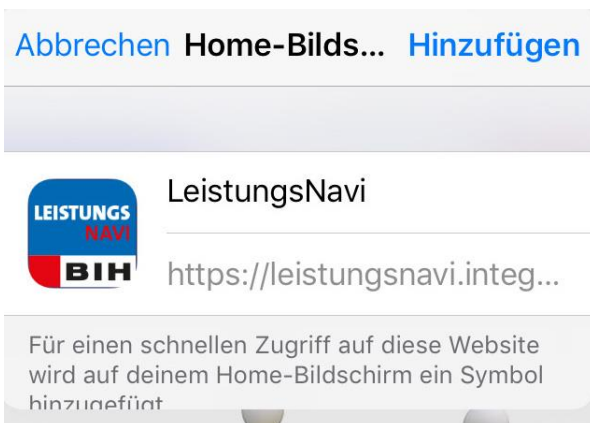 Abbrechen Home-Bilds... Hinzufügen
LEISTUNGS
NAVI
BIH
LeistungsNavi
https://leistungsnavi.integ...
Für einen schnellen Zugriff auf diese Website
wird auf deinem Home-Bildschirm ein Symbol
hinzugefügt